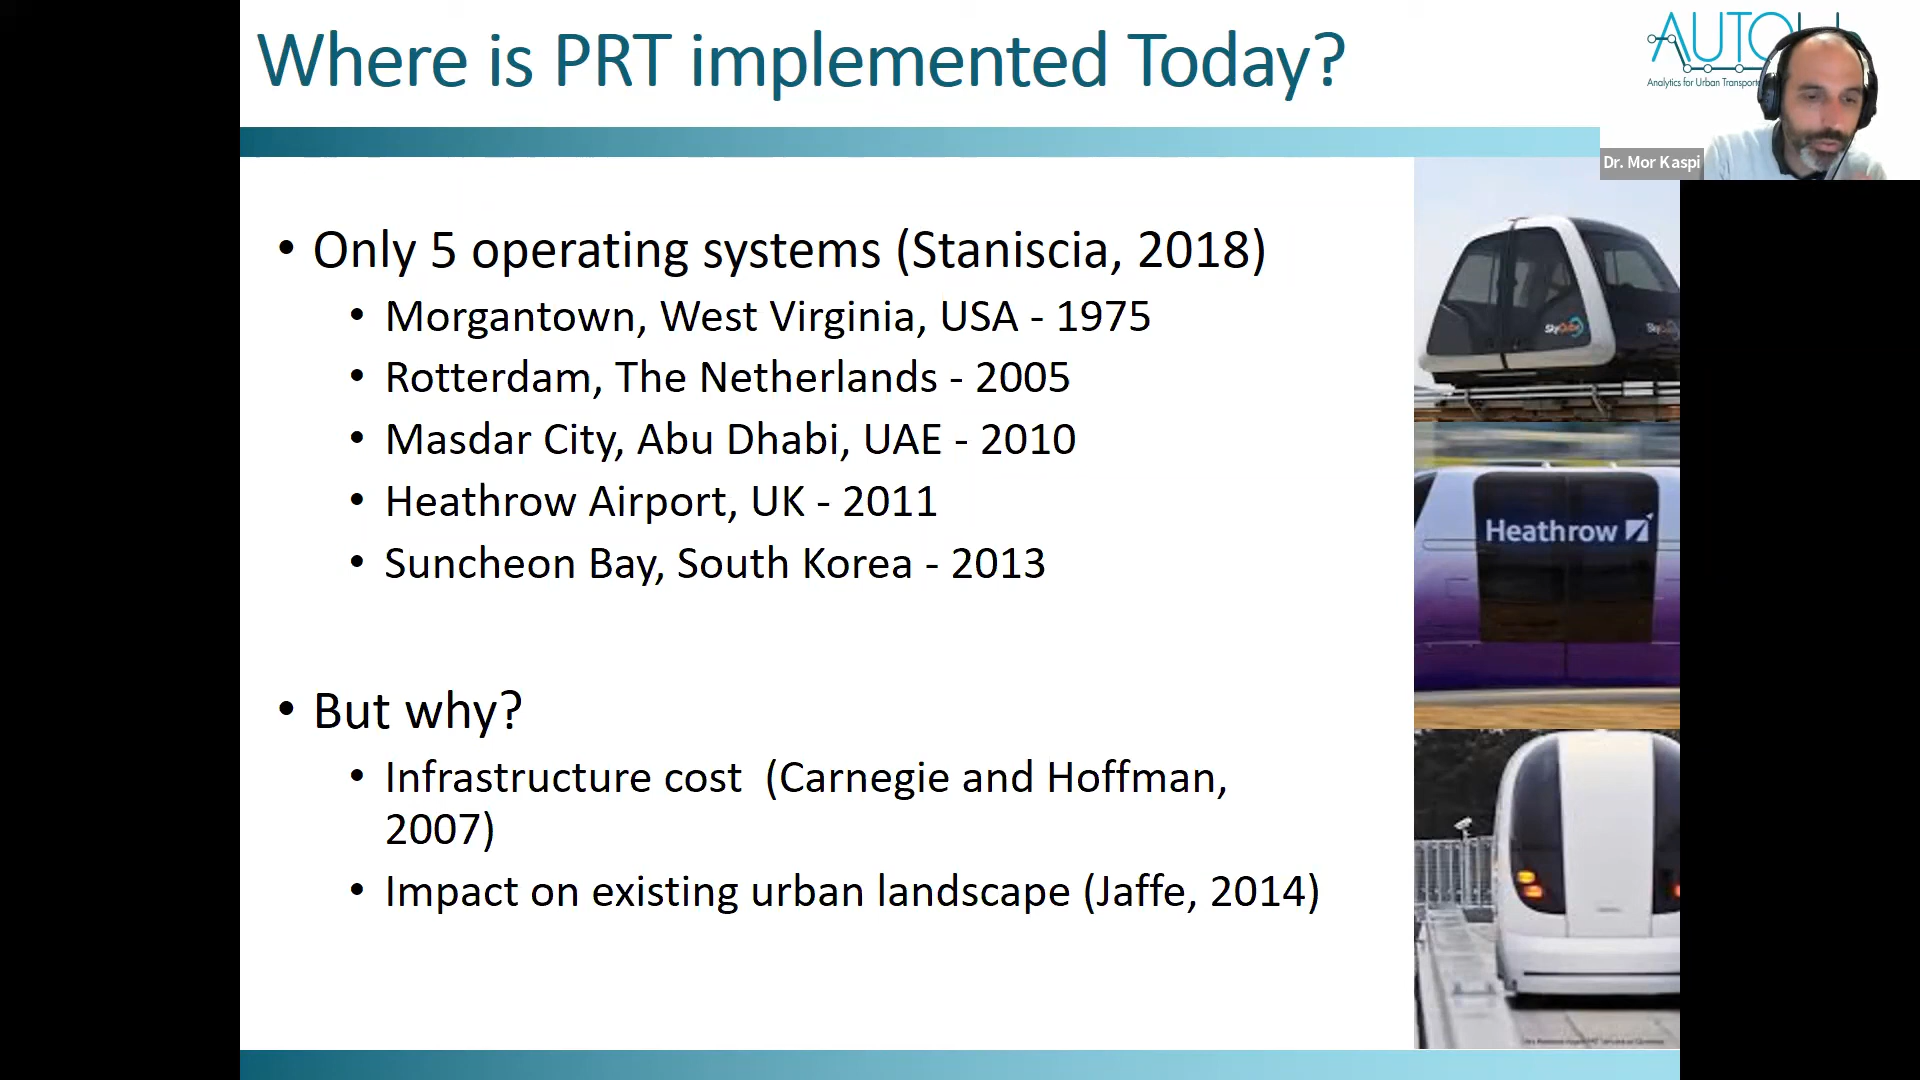 Where is PRT implemented Today?
AUTO
Analytics for Urban Transport
Dr. Mor Kaspi
• Only 5 operating systems (Staniscia, 2018)
• Morgantown, West Virginia, USA - 1975
• Rotterdam, The Netherlands - 2005
• Masdar City, Abu Dhabi, UAE - 2010
• Heathrow Airport, UK - 2011
• Suncheon Bay, South Korea - 2013
• But why?
• Infrastructure cost (Carnegie and Hoffman,
2007)
• Impact on existing urban landscape (Jaffe, 2014)
SkyCube
Heathrow